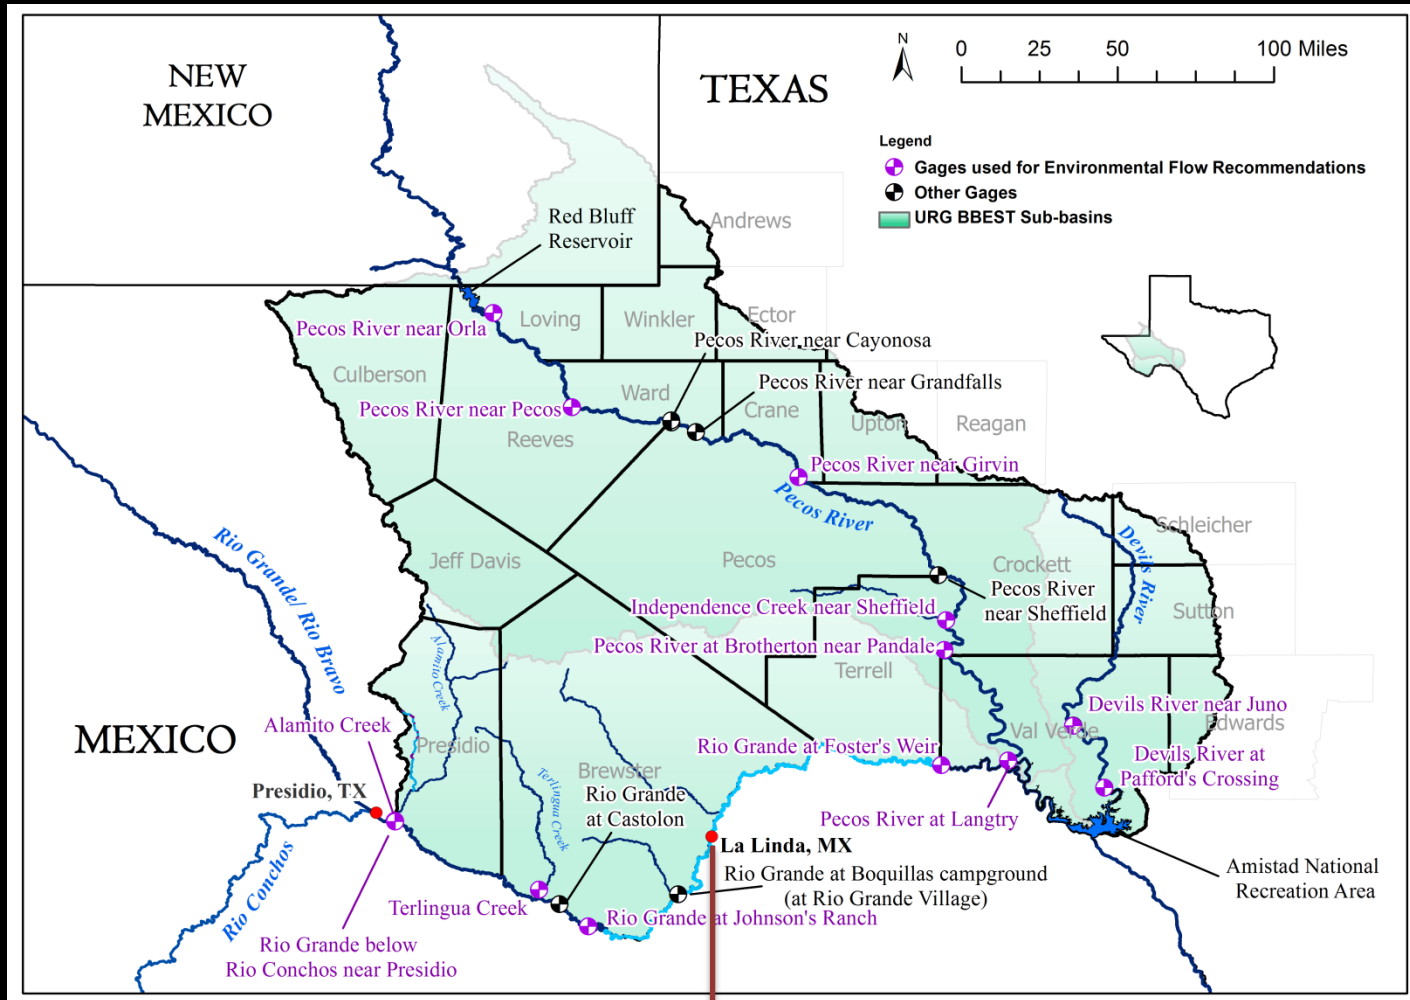 NEW
MEXICO
TEXAS
N
0 25 50 100 Miles
Legend
Gages used for Environmental Flow Recommendations
Other Gages
URG BBEST Sub-basins
Red Bluff
Reservoir
Andrews
Pecos River near Orla
Loving
Winkler
Ector
Pecos River near Cayonosa
Culberson
Ward
Pecos River near Grandfalls
Pecos River near Pecos
Crane
Reeves
Upton
Reagan
Pecos River near Girvin
Pecos River
Rio Grande/ Rio Bravo
Jeff Davis
Pecos
Crockett
Devils River
Schleicher
Pecos River
near Sheffield
Sutton
Independence Creek near Sheffield
Pecos River at Brotherton near Pandale
Alamito Creek
Terrell
MEXICO
Alamito Creek
Presidio
Devils River near Juno
Val Verde
Edwards
Rio Grande at Foster's Weir
Devils River at
Pafford's Crossing
Brewster
Terlingua Creek
Rio Grande
at Castolon
Presidio, TX
Pecos River at Langtry
La Linda, MX
Rio Grande at Boquillas campground
(at Rio Grande Village)
Amistad National
Recreation Area
Rio Conchos
Terlingua Creek
Rio Grande at Johnson's Ranch
Rio Grande below
Rio Conchos near Presidio